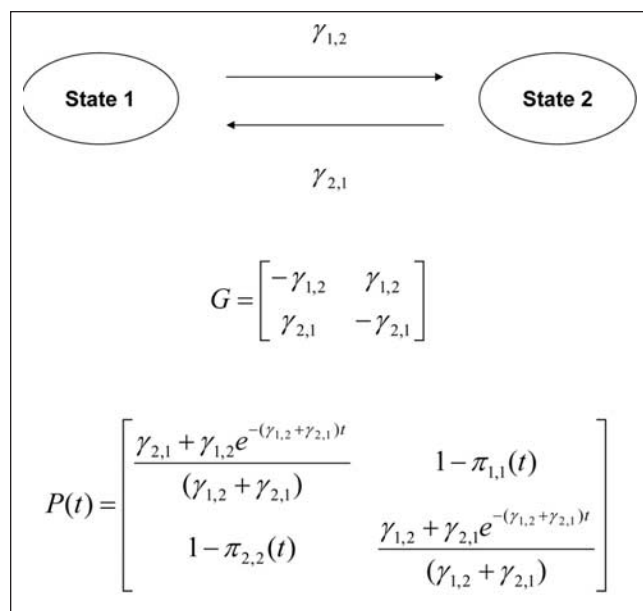 γ1,2
State 1 State 2
γ2,1
G = [ −γ1,2 γ1,2
γ2,1 −γ2,1 ]
P(t) = [ (γ2,1 + γ1,2 e^−(γ1,2 + γ2,1)t) / (γ1,2 + γ2,1) 1 − π1,1(t)
1 − π2,2(t) (γ1,2 + γ2,1 e^−(γ1,2 + γ2,1)t) / (γ1,2 + γ2,1) ]